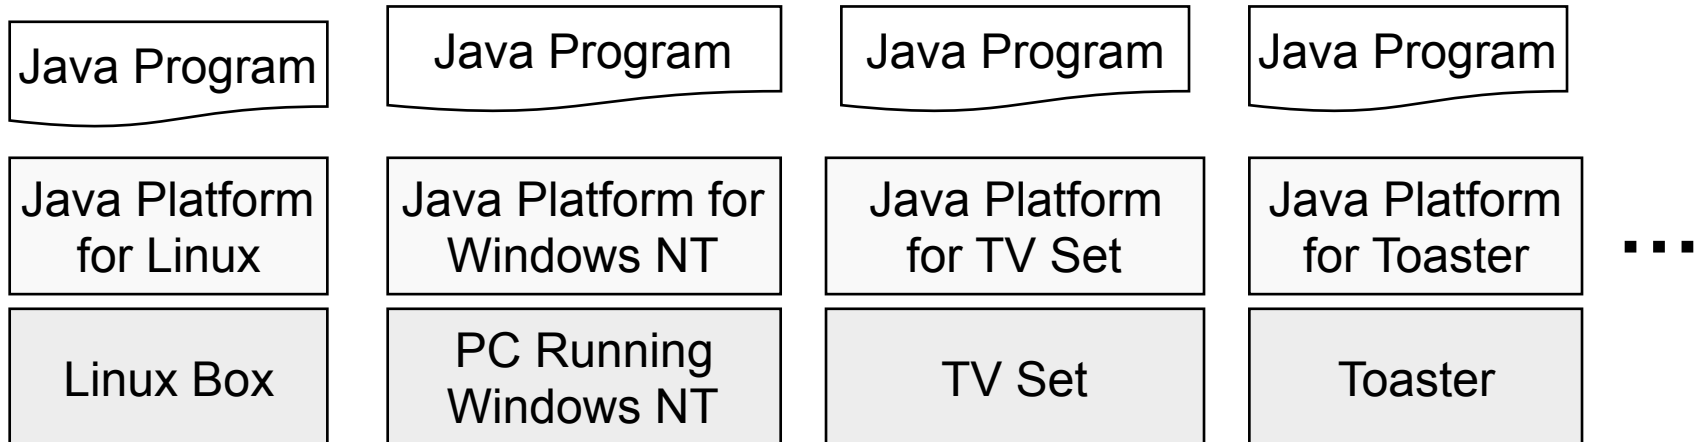 Java Program
Java Program
Java Program
Java Program
Java Platform
for Linux
Java Platform for
Windows NT
Java Platform
for TV Set
Java Platform
for Toaster
...
Linux Box
PC Running
Windows NT
TV Set
Toaster